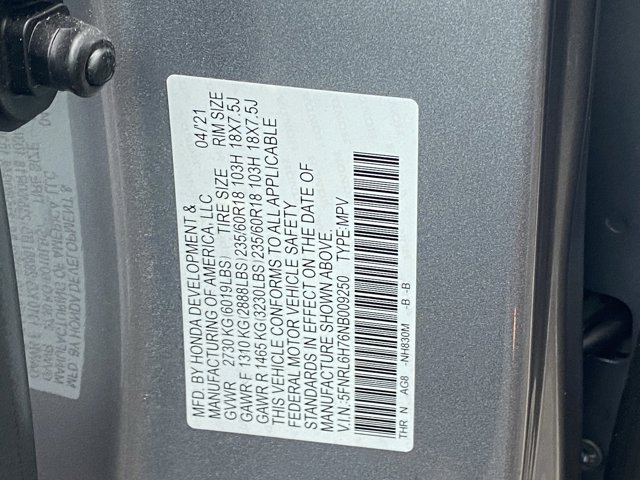 MFD. BY HONDA DEVELOPMENT &
MANUFACTURING OF AMERICA, LLC 04/21
GVWR 2730 KG (6019LBS) TIRE SIZE RIM SIZE
GAWR F 1310 KG (2888LBS) 235/60R18 103H 18X7.5J
GAWR R 1465 KG (3230LBS) 235/60R18 103H 18X7.5J
THIS VEHICLE CONFORMS TO ALL APPLICABLE
FEDERAL MOTOR VEHICLE SAFETY
STANDARDS IN EFFECT ON THE DATE OF
MANUFACTURE SHOWN ABOVE.
V.I.N.:5FNRL6H76NB009250 TYPE:MPV
THR N AG8 -NH830M -B -B